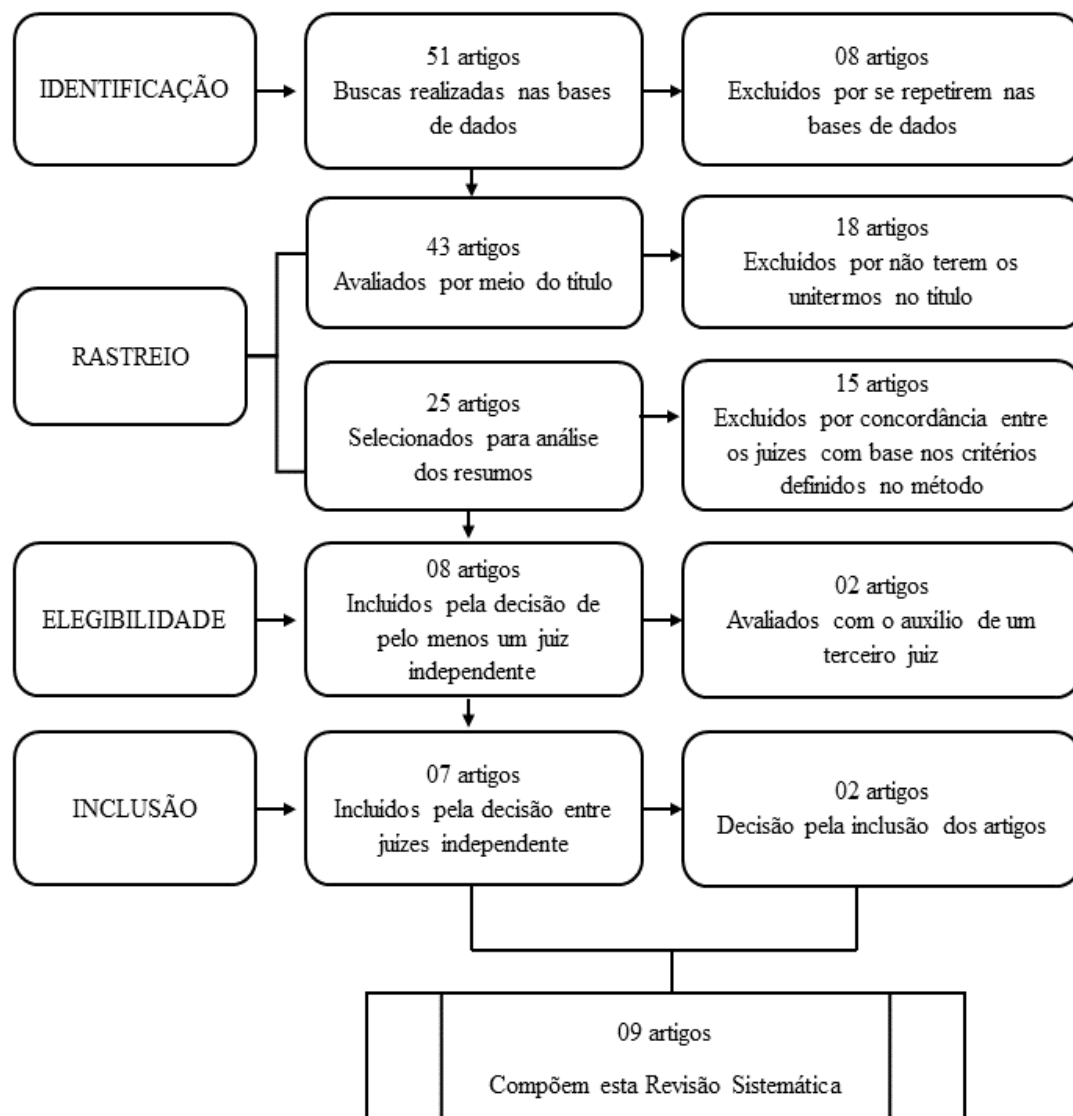 IDENTIFICAÇÃO
51 artigos
Buscas realizadas nas bases
de dados
08 artigos
Excluídos por se repetirem nas
bases de dados
RASTREIO
43 artigos
Avaliados por meio do título
18 artigos
Excluídos por não terem os
unitermos no título
25 artigos
Selecionados para análise
dos resumos
15 artigos
Excluídos por concordância entre
os juízes com base nos critérios
definidos no método
ELEGIBILIDADE
08 artigos
Incluídos pela decisão de
pelo menos um juiz
independente
02 artigos
Avaliados com o auxílio de um
terceiro juiz
INCLUSÃO
07 artigos
Incluidos pela decisão entre
juízes independente
02 artigos
Decisão pela inclusão dos artigos
09 artigos
Compõem esta Revisão Sistemática